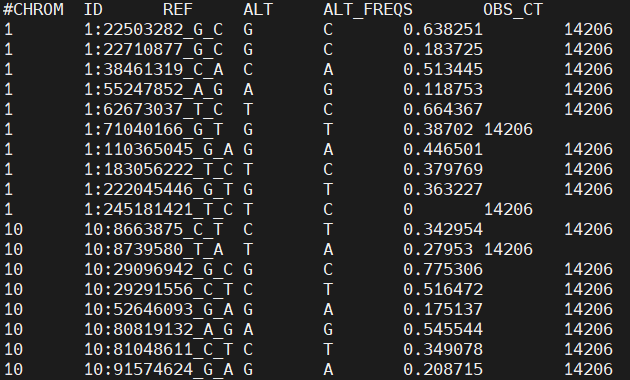 #CHROM ID REF ALT ALT_FREQS OBS_CT
1 1:22503282_G_C G C 0.638251 14206
1 1:22710877_G_C G C 0.183725 14206
1 1:38461319_C_A C A 0.513445 14206
1 1:55247852_A_G A G 0.118753 14206
1 1:62673037_T_C T C 0.664367 14206
1 1:71040166_G_T G T 0.38702 14206
1 1:110365045_G_A G A 0.446501 14206
1 1:183056222_T_C T C 0.379769 14206
1 1:222045446_G_T G T 0.363227 14206
1 1:245181421_T_C T C 0 14206
10 10:8663875_C_T C T 0.342954 14206
10 10:8739580_T_A T A 0.27953 14206
10 10:29096942_G_C G C 0.775306 14206
10 10:29291556_C_T C T 0.516472 14206
10 10:52646093_G_A G A 0.175137 14206
10 10:80819132_A_G A G 0.545544 14206
10 10:81048611_C_T C T 0.349078 14206
10 10:91574624_G_A G A 0.208715 14206